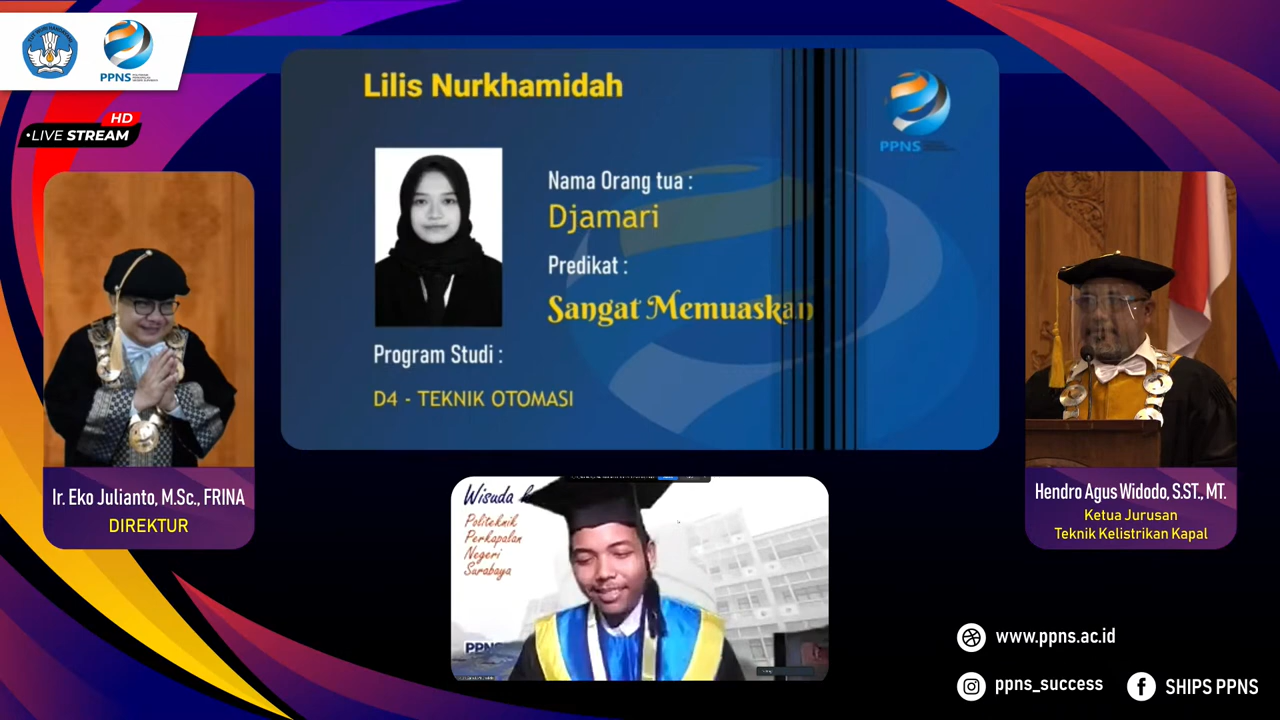 PPNS
HD
•LIVE STREAM
Lilis Nurkhamidah
PPNS
Nama Orang tua :
Djamari
Predikat :
Sangat Memuaskan
Program Studi :
D4 - TEKNIK OTOMASI
Ir. Eko Julianto, M.Sc., FRINA
DIREKTUR
Hendro Agus Widodo, S.ST., MT.
Ketua Jurusan
Teknik Kelistrikan Kapal
Wisuda
Politeknik
Perkapalan
Negeri
Surabaya
PPNS
www.ppns.ac.id
ppns_success
SHIPS PPNS